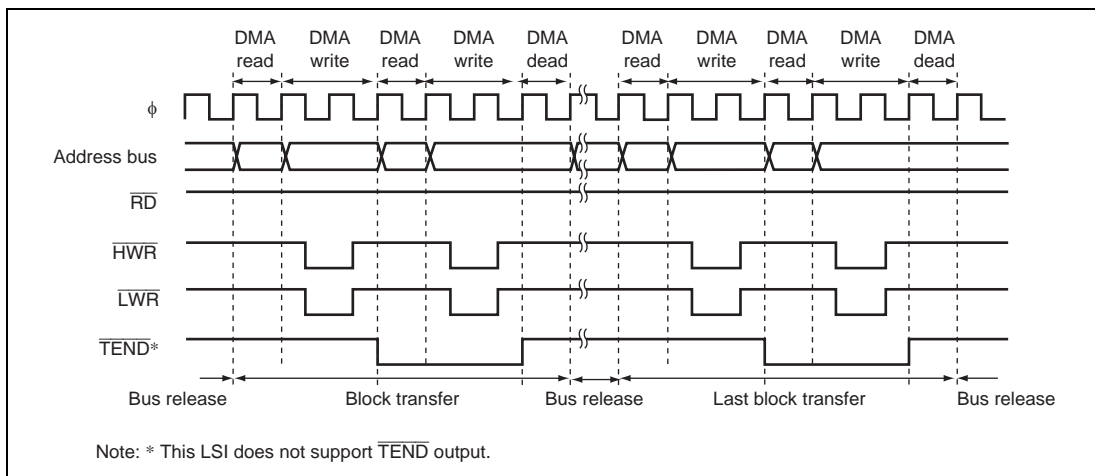 DMA read DMA write DMA read DMA write DMA dead DMA read DMA write DMA read DMA write DMA dead
ϕ
Address bus
RD
HWR
LWR
TEND*
Bus release Block transfer Bus release Last block transfer Bus release
Note: * This LSI does not support TEND output.